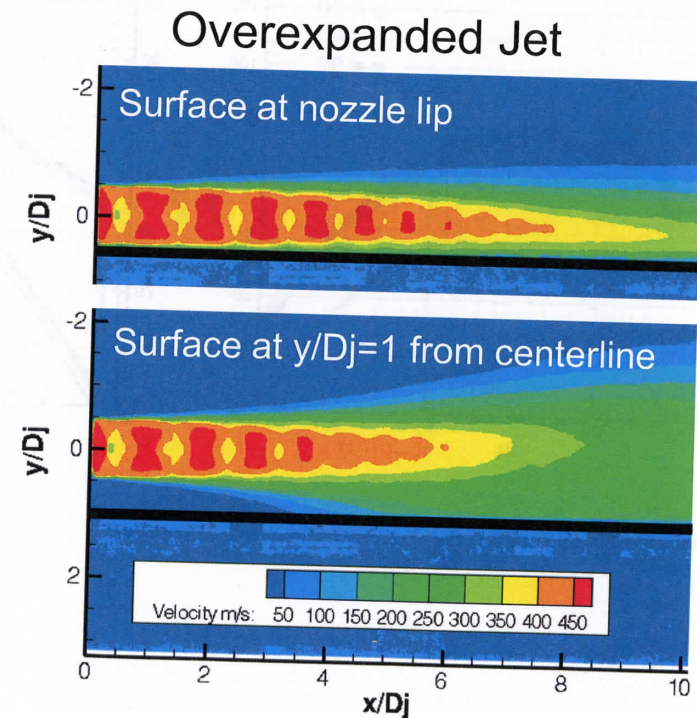 Overexpanded Jet
-2
Surface at nozzle lip
0
y/Dj
-2
Surface at y/Dj=1 from centerline
0
y/Dj
2
Velocity m/s: 50 100 150 200 250 300 350 400 450
0 2 4 6 8 10
x/Dj